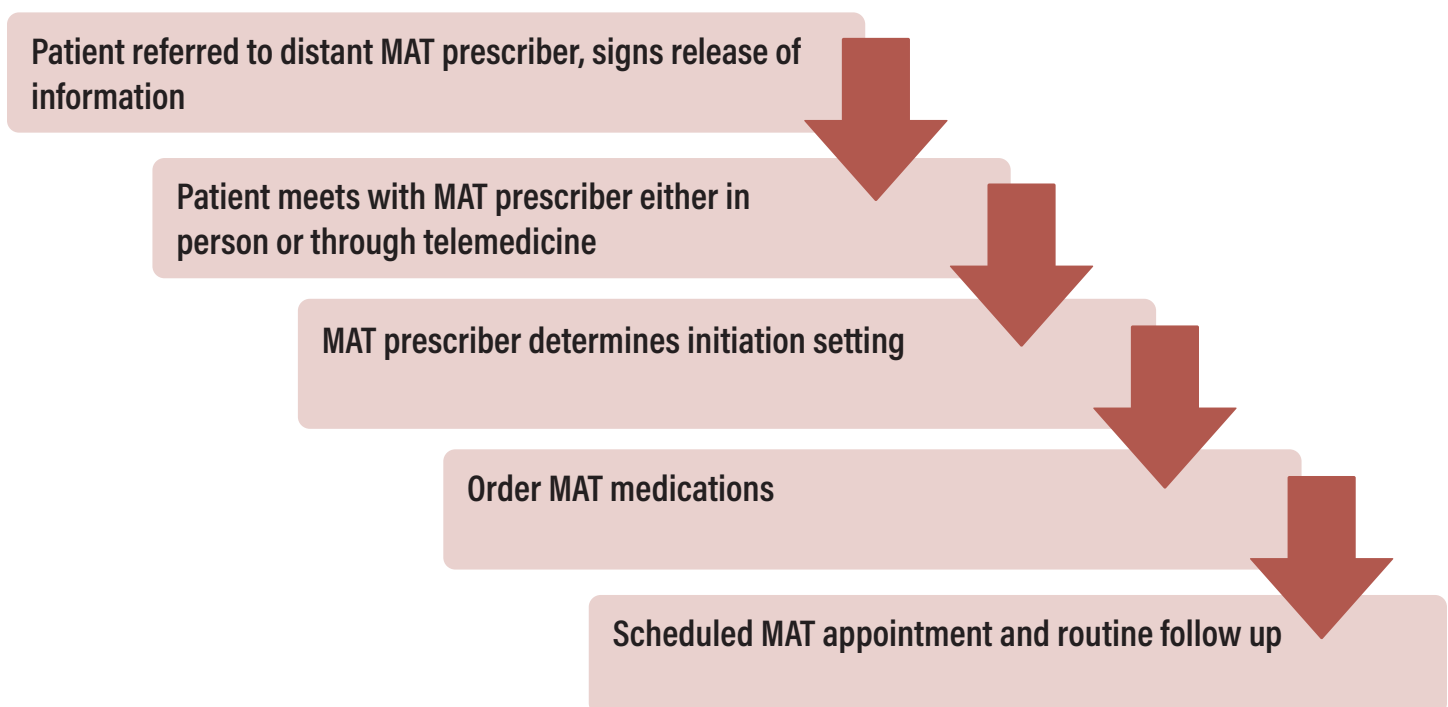 Patient referred to distant MAT prescriber, signs release of
information
Patient meets with MAT prescriber either in
person or through telemedicine
MAT prescriber determines initiation setting
Order MAT medications
Scheduled MAT appointment and routine follow up